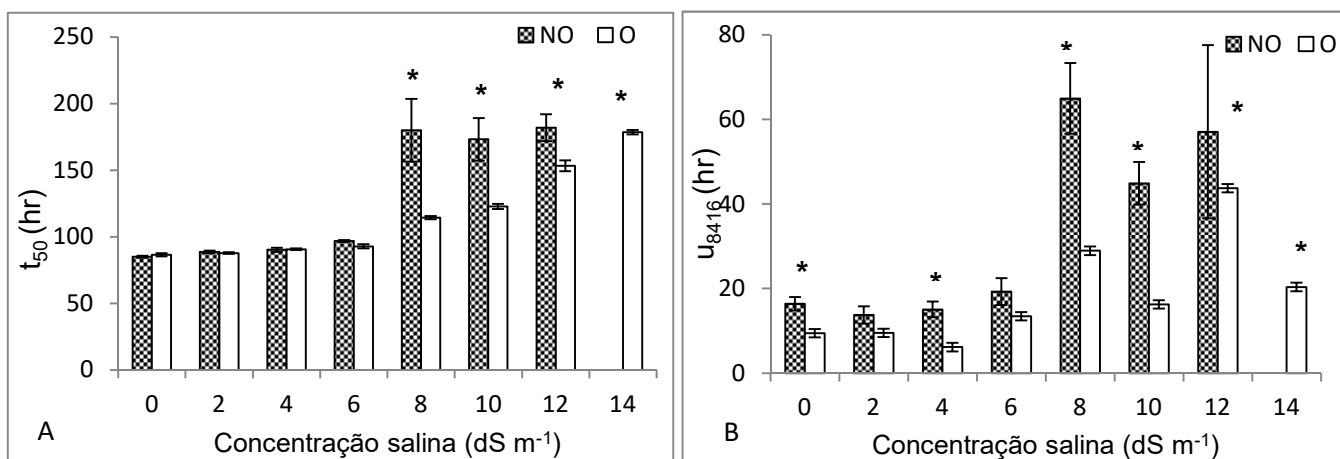 NO O
250
200
150
100
50
0
t50 (hr)
* * * *
0 2 4 6 8 10 12 14
Concentração salina (dS m-1)
A
NO O
80
60
40
20
0
u8416 (hr)
* * * * * *
0 2 4 6 8 10 12 14
Concentração salina (dS m-1)
B